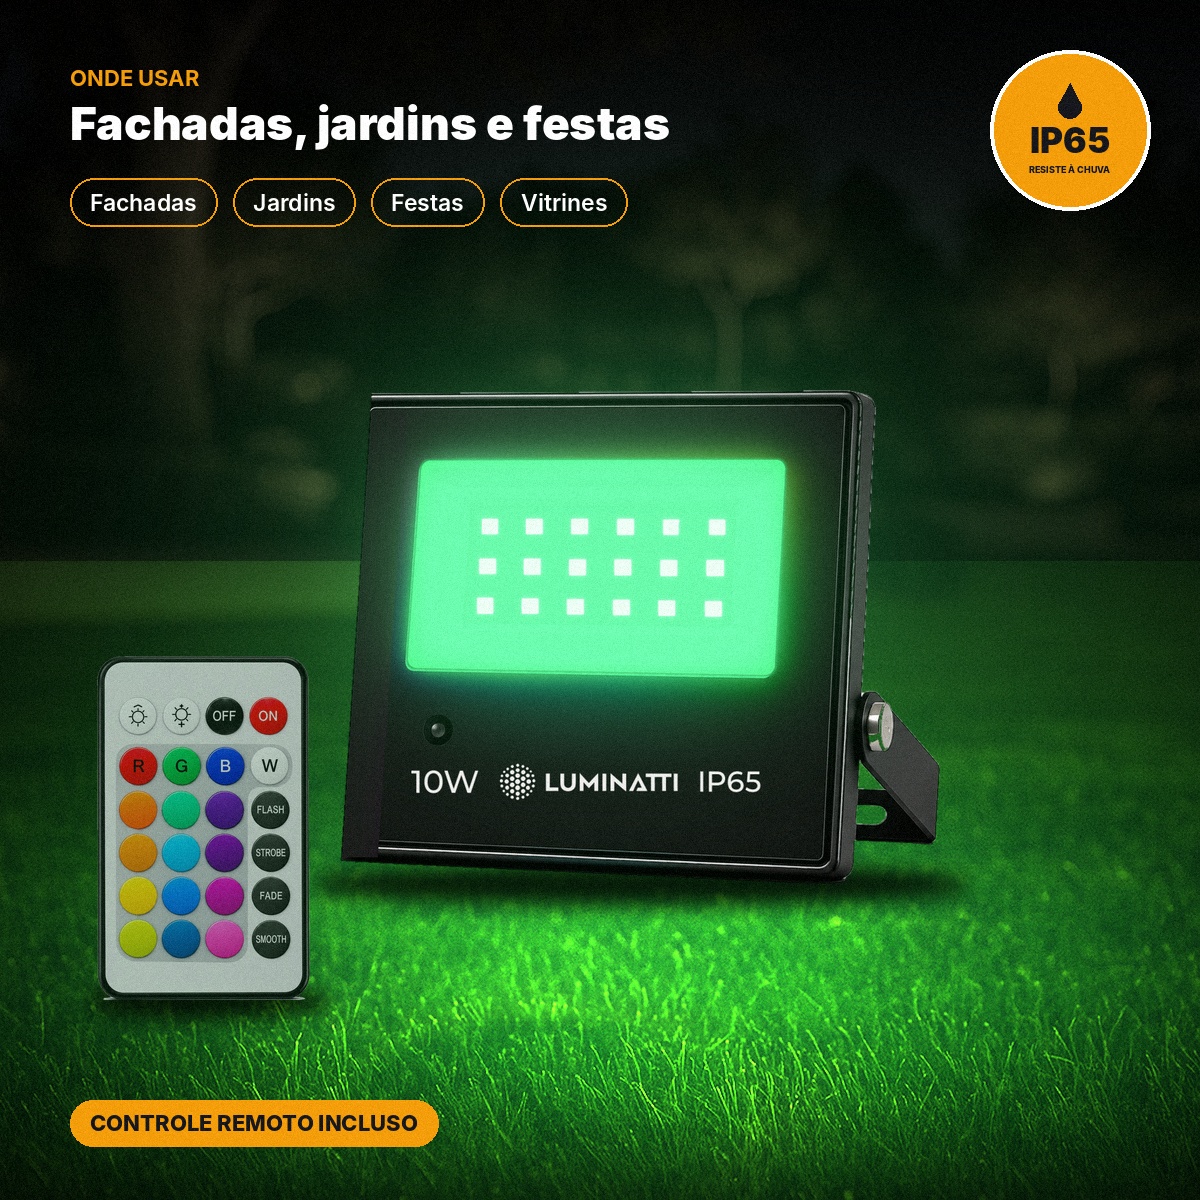 ONDE USAR
Fachadas, jardins e festas
Fachadas Jardins Festas Vitrines
IP65
RESISTE À CHUVA
OFF ON
R G B W
FLASH
STROBE
FADE
SMOOTH
10W LUMINATTI IP65
CONTROLE REMOTO INCLUSO